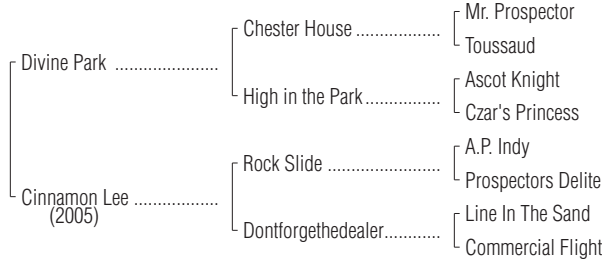 Mr. Prospector
Chester House ..................
Toussaud
Divine Park ......................
Ascot Knight
High in the Park................
Czar's Princess
A.P. Indy
Rock Slide ........................
Prospectors Delite
Cinnamon Lee ..................
(2005)
Line In The Sand
Dontforgethedealer............
Commercial Flight